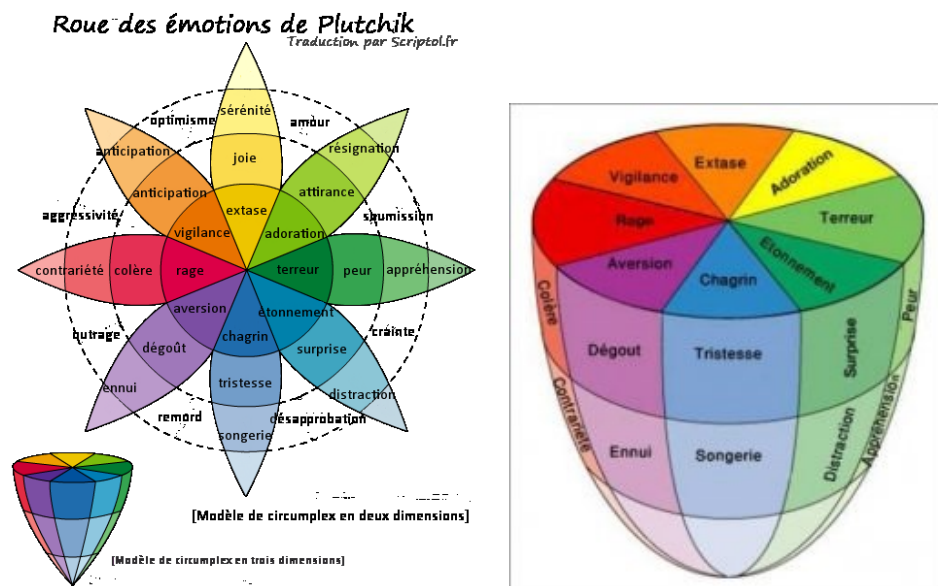 Roue des émotions de Plutchik
Traduction par Scriptol.fr
sérénité
optimisme
amour
anticipation
joie
résignation
anticipation
attirance
extase
aggressivité
soumission
vigilance
adoration
contrariété
colère
rage
terreur
peur
appréhension
aversion
étonnement
outrage
chagrin
crainte
dégoût
surprise
ennui
tristesse
distraction
remord
désapprobation
songerie
[Modèle de circumplex en deux dimensions]
[Modèle de circumplex en trois dimensions]
Vigilance
Extase
Adoration
Rage
Terreur
Aversion
Chagrin
Etonnement
Colère
Dégout
Tristesse
Surprise
Peur
Contrariété
Ennui
Songerie
Distraction
Appréhension